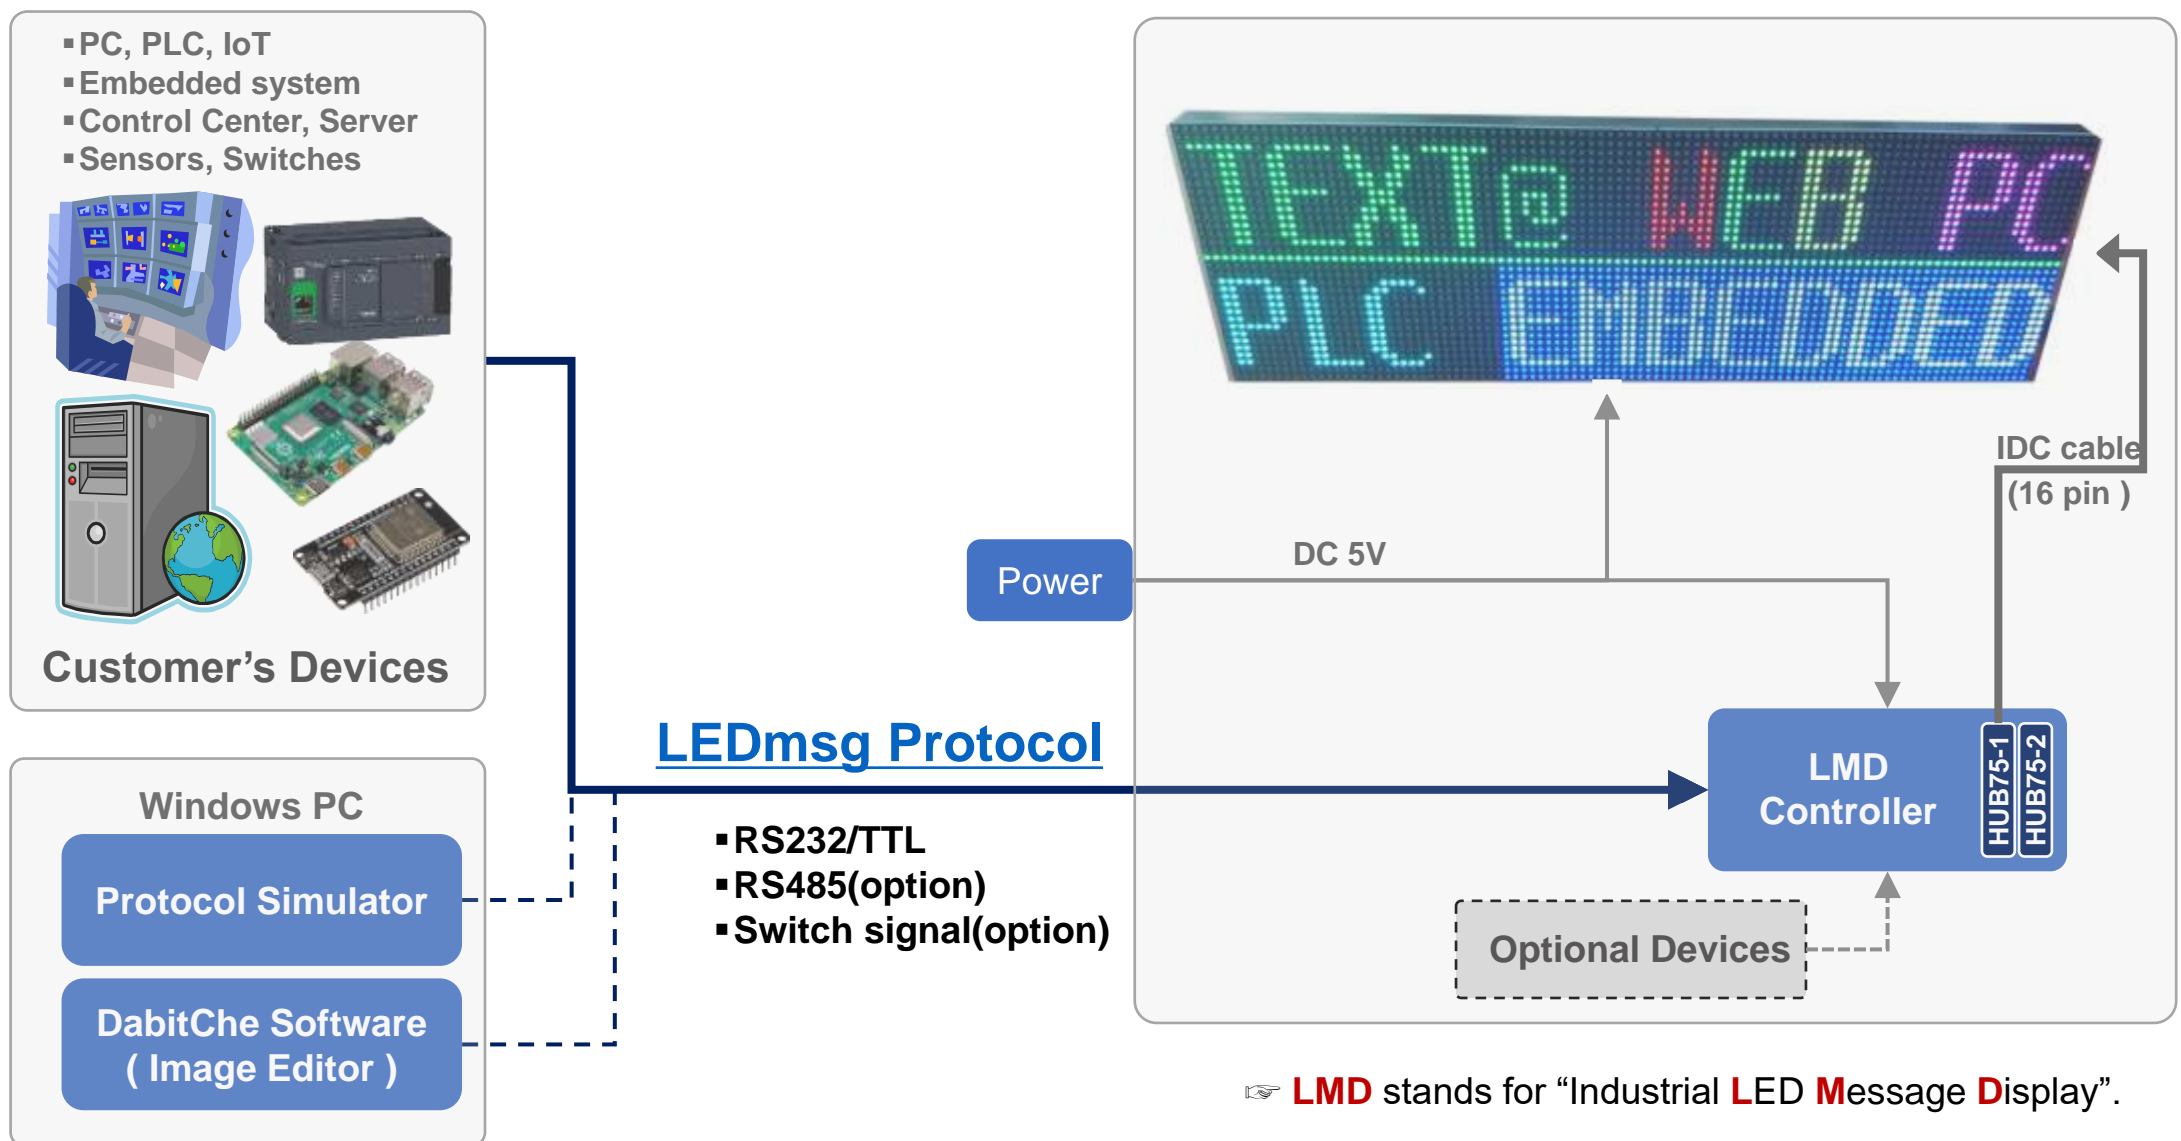 ▪PC, PLC, IoT
▪Embedded system
▪Control Center, Server
▪Sensors, Switches
Customer’s Devices
Windows PC
Protocol Simulator
DabitChe Software
( Image Editor )
LEDmsg Protocol
▪RS232/TTL
▪RS485(option)
▪Switch signal(option)
TEXT@ WEB PC
PLC EMBEDDED
IDC cable
(16 pin )
Power
DC 5V
LMD
Controller
HUB75-1
HUB75-2
Optional Devices
☞ LMD stands for “Industrial LED Message Display”.